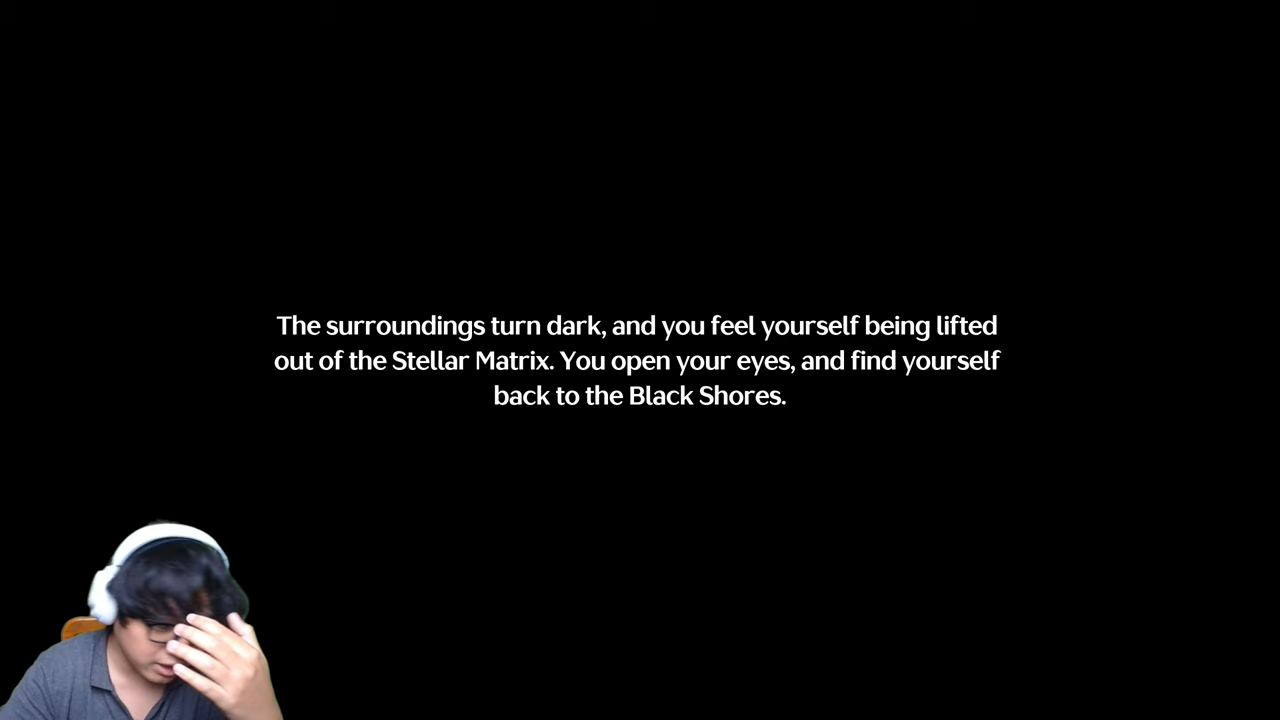 The surroundings turn dark, and you feel yourself being lifted
out of the Stellar Matrix. You open your eyes, and find yourself
back to the Black Shores.